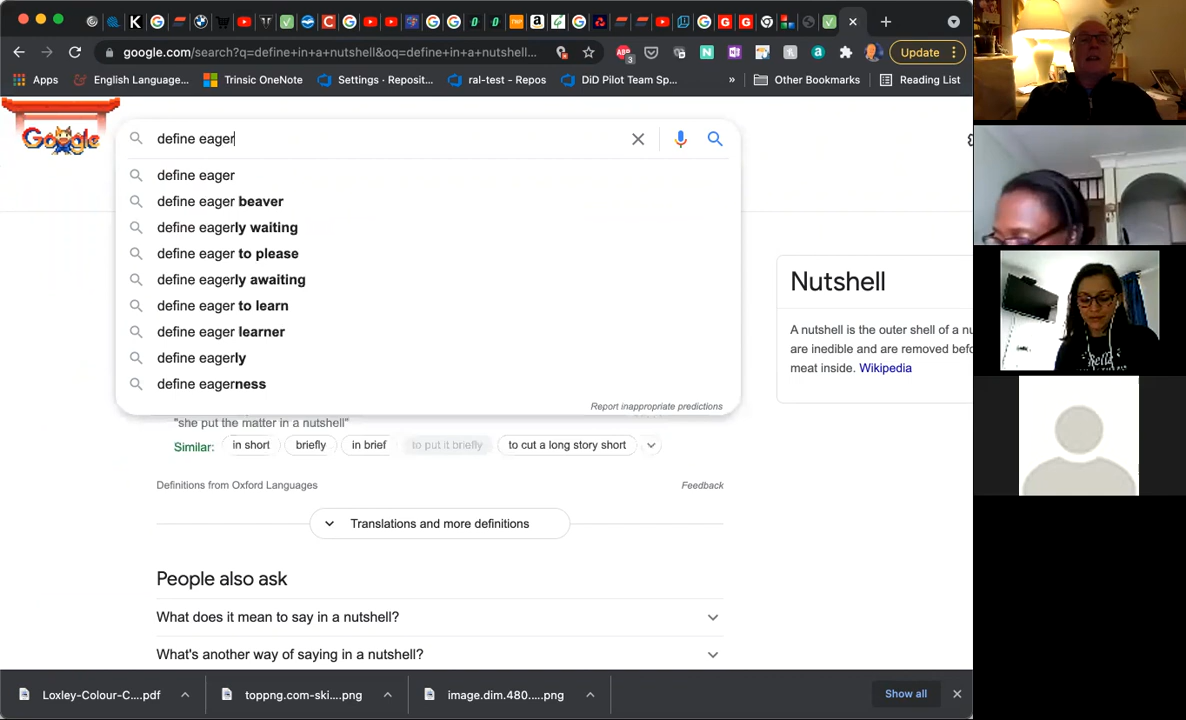 google.com/search?q=define+in+a+nutshell&oq=define+in+a+nutshell...
3
Update
Apps
English Language...
Trinsic OneNote
Settings · Reposit...
ral-test - Repos
DiD Pilot Team Sp...
»
Other Bookmarks
Reading List
Google
define eager
define eager
define eager beaver
define eagerly waiting
define eager to please
define eagerly awaiting
define eager to learn
define eager learner
define eagerly
define eagerness
Report inappropriate predictions
"she put the matter in a nutshell"
Similar:
in short
briefly
in brief
to put it briefly
to cut a long story short
Definitions from Oxford Languages
Feedback
Translations and more definitions
People also ask
What does it mean to say in a nutshell?
What's another way of saying in a nutshell?
Nutshell
A nutshell is the outer shell of a nu
are inedible and are removed befo
meat inside. Wikipedia
Loxley-Colour-C....pdf
toppng.com-ski....png
image.dim.480.....png
Show all